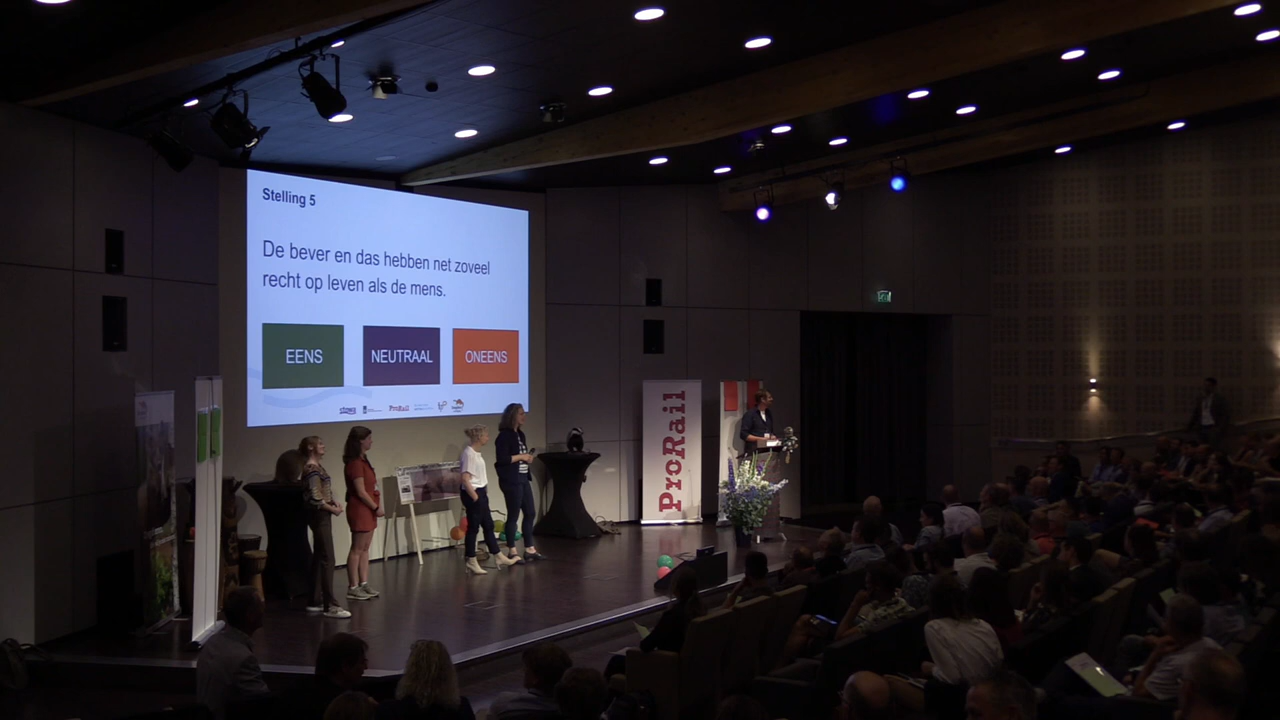 Stelling 5
De bever en das hebben net zoveel
recht op leven als de mens.
EENS
NEUTRAAL
ONEENS
ProRail
ProRail